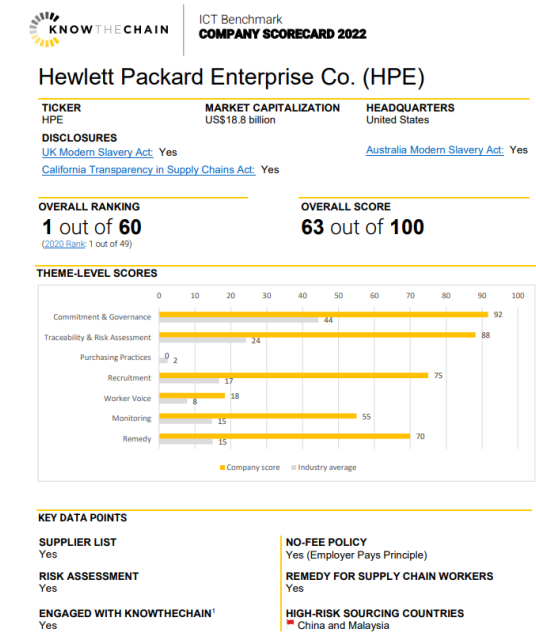 KNOWTHECHAIN
ICT Benchmark
COMPANY SCORECARD 2022
Hewlett Packard Enterprise Co. (HPE)
TICKER
HPE
MARKET CAPITALIZATION
US$18.8 billion
HEADQUARTERS
United States
DISCLOSURES
UK Modern Slavery Act: Yes
Australia Modern Slavery Act: Yes
California Transparency in Supply Chains Act: Yes
OVERALL RANKING
1 out of 60
(2020 Rank: 1 out of 49)
OVERALL SCORE
63 out of 100
THEME-LEVEL SCORES
0 10 20 30 40 50 60 70 80 90 100
Commitment & Governance 92
44
Traceability & Risk Assessment 88
24
Purchasing Practices 0
2
Recruitment 75
17
Worker Voice 18
8
Monitoring 55
15
Remedy 70
15
Company score Industry average
KEY DATA POINTS
SUPPLIER LIST
Yes
NO-FEE POLICY
Yes (Employer Pays Principle)
RISK ASSESSMENT
Yes
REMEDY FOR SUPPLY CHAIN WORKERS
Yes
ENGAGED WITH KNOWTHECHAIN¹
Yes
HIGH-RISK SOURCING COUNTRIES
China and Malaysia